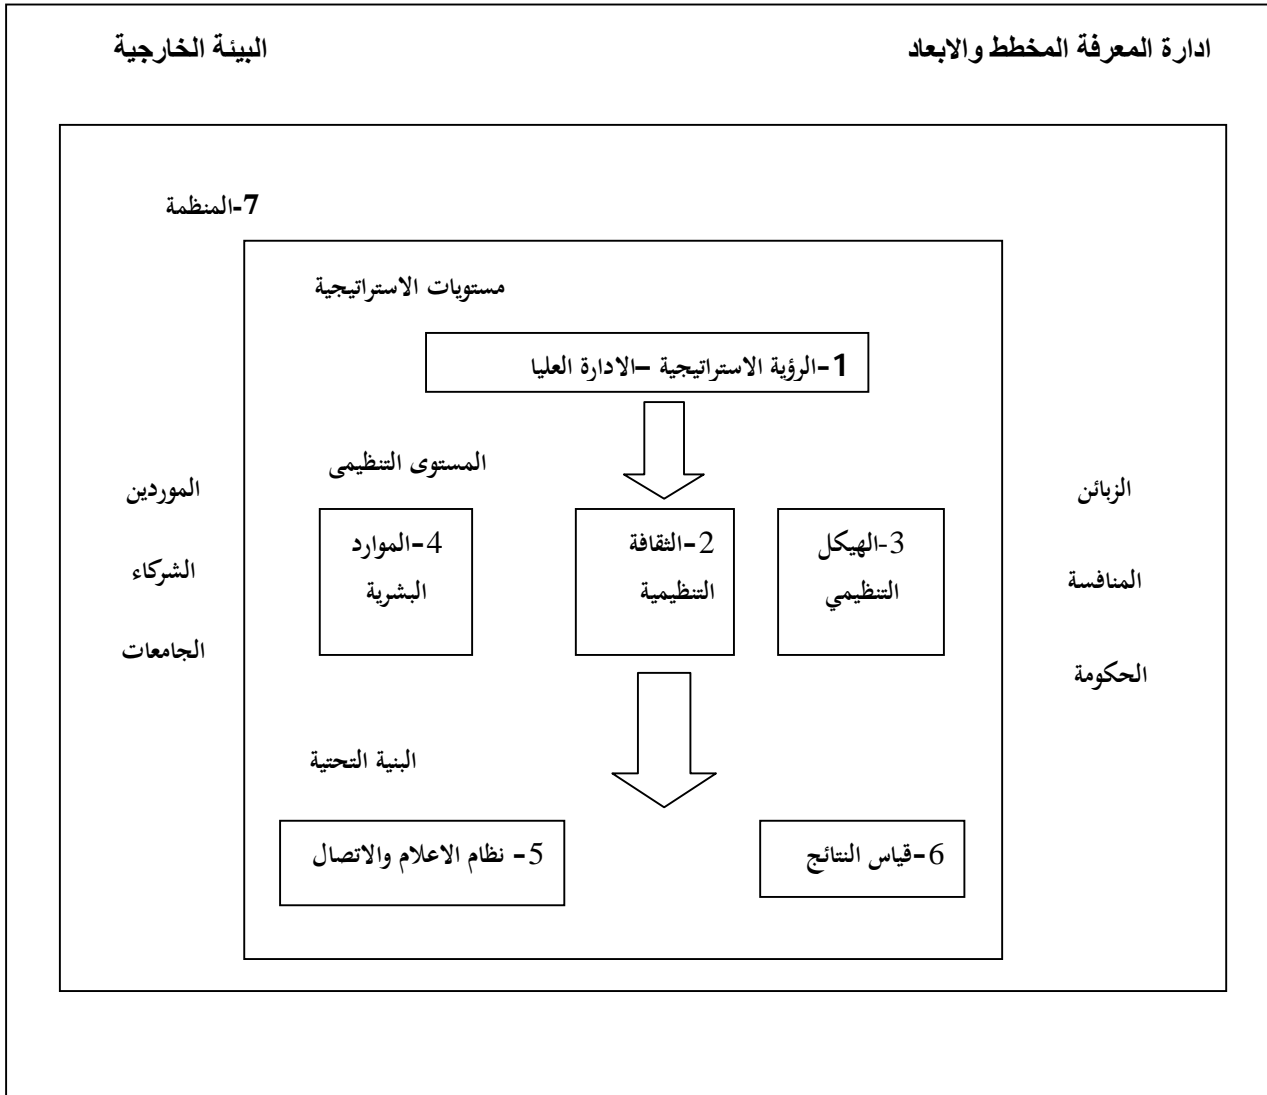 ادارة المعرفة المخطط والابعاد
البيئة الخارجية
7-المنظمة
مستويات الاستراتيجية
1-الرؤية الاستراتيجية –الادارة العليا
المستوى التنظيمى
الزبائن
المنافسة
الحكومة
3-الهيكل
التنظيمي
2-الثقافة
التنظيمية
4-الموارد
البشرية
الموردين
الشركاء
الجامعات
البنية التحتية
6-قياس النتائج
5- نظام الاعلام والاتصال